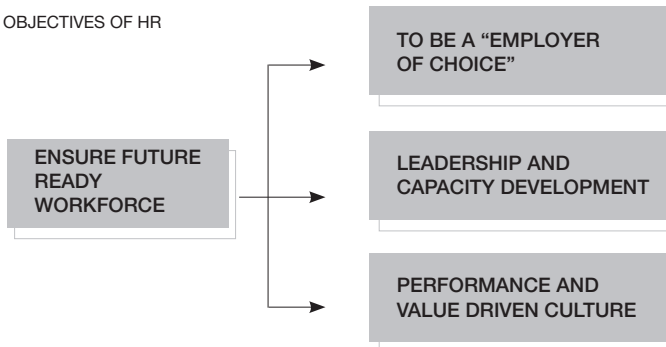 OBJECTIVES OF HR
ENSURE FUTURE
READY
WORKFORCE
TO BE A “EMPLOYER
OF CHOICE”
LEADERSHIP AND
CAPACITY DEVELOPMENT
PERFORMANCE AND
VALUE DRIVEN CULTURE